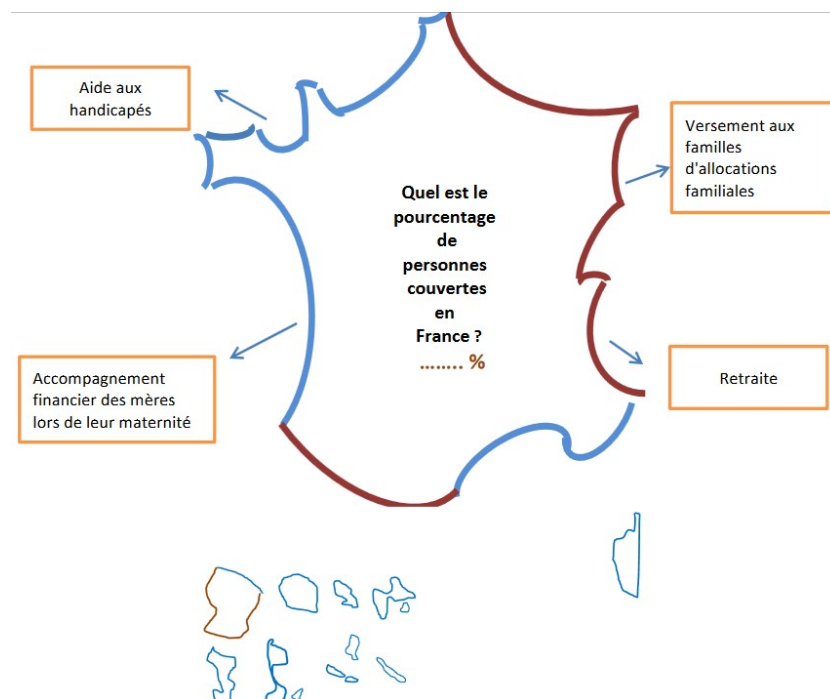 Aide aux
handicapés
Versement aux
familles
d'allocations
familiales
Quel est le
pourcentage
de
personnes
couvertes
en
France ?
........ %
Accompagnement
financier des mères
lors de leur maternité
Retraite